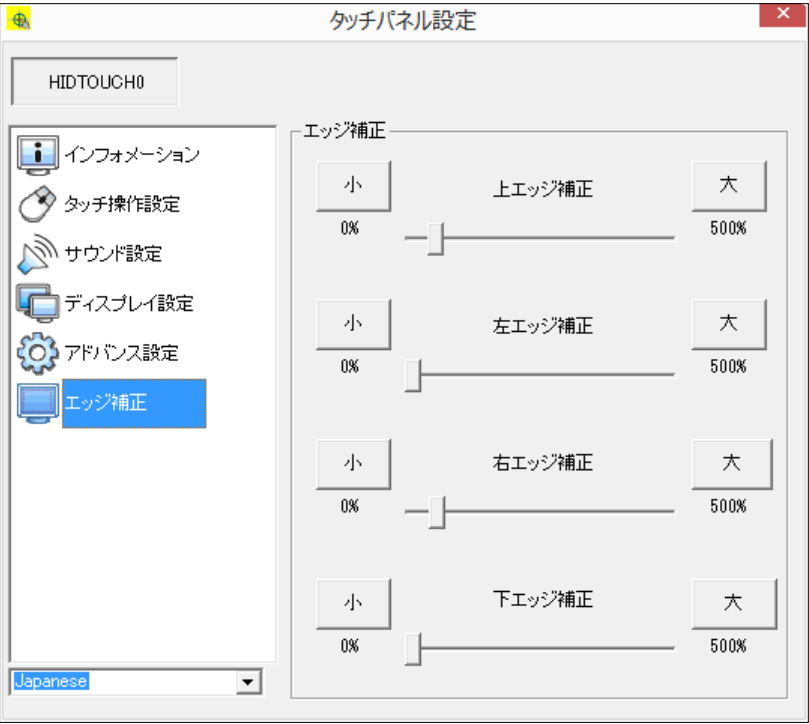 タッチパネル設定
HIDTOUCH0
インフォメーション
タッチ操作設定
サウンド設定
ディスプレイ設定
アドバンス設定
エッジ補正
Japanese
エッジ補正
小 上エッジ補正 大
0% 500%
小 左エッジ補正 大
0% 500%
小 右エッジ補正 大
0% 500%
小 下エッジ補正 大
0% 500%